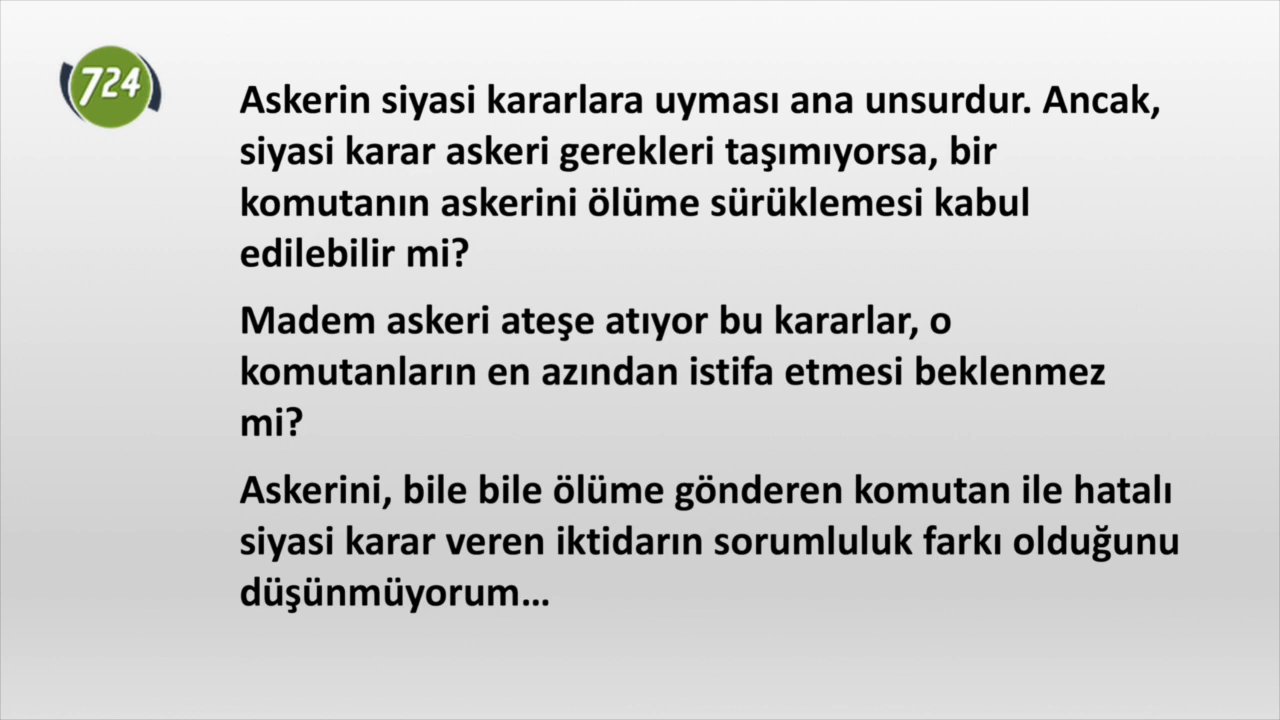 724
Askerin siyasi kararlara uyması ana unsurdur. Ancak,
siyasi karar askeri gerekleri taşımıyorsa, bir
komutanın askerini ölüme sürüklemesi kabul
edilebilir mi?
Madem askeri ateşe atıyor bu kararlar, o
komutanların en azından istifa etmesi beklenmez
mi?
Askerini, bile bile ölüme gönderen komutan ile hatalı
siyasi karar veren iktidarın sorumluluk farkı olduğunu
düşünmüyorum…